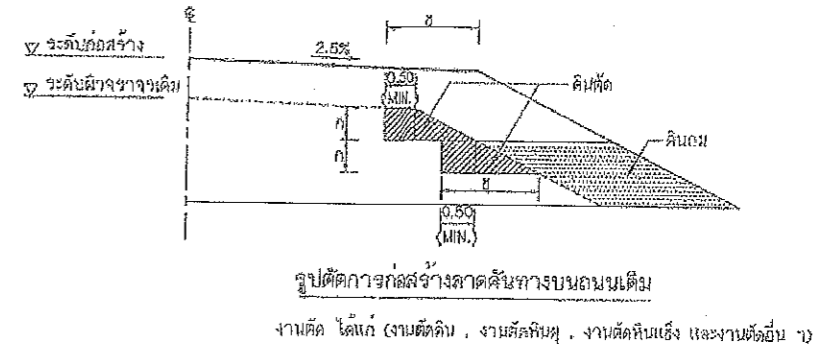 ข
ระดับก่อสร้าง
2.5%
ระดับผิวจราจรเดิม
0.50
(MIN.)
ดินตัด
ก
ดินถม
ก
ข
0.50
(MIN.)
รูปตัดการก่อสร้างลาดคันทางบนถนนเดิม
งานตัด ได้แก่ (งานตัดดิน , งานตัดหินผุ , งานตัดหินแข็ง และงานตัดอื่น ๆ)